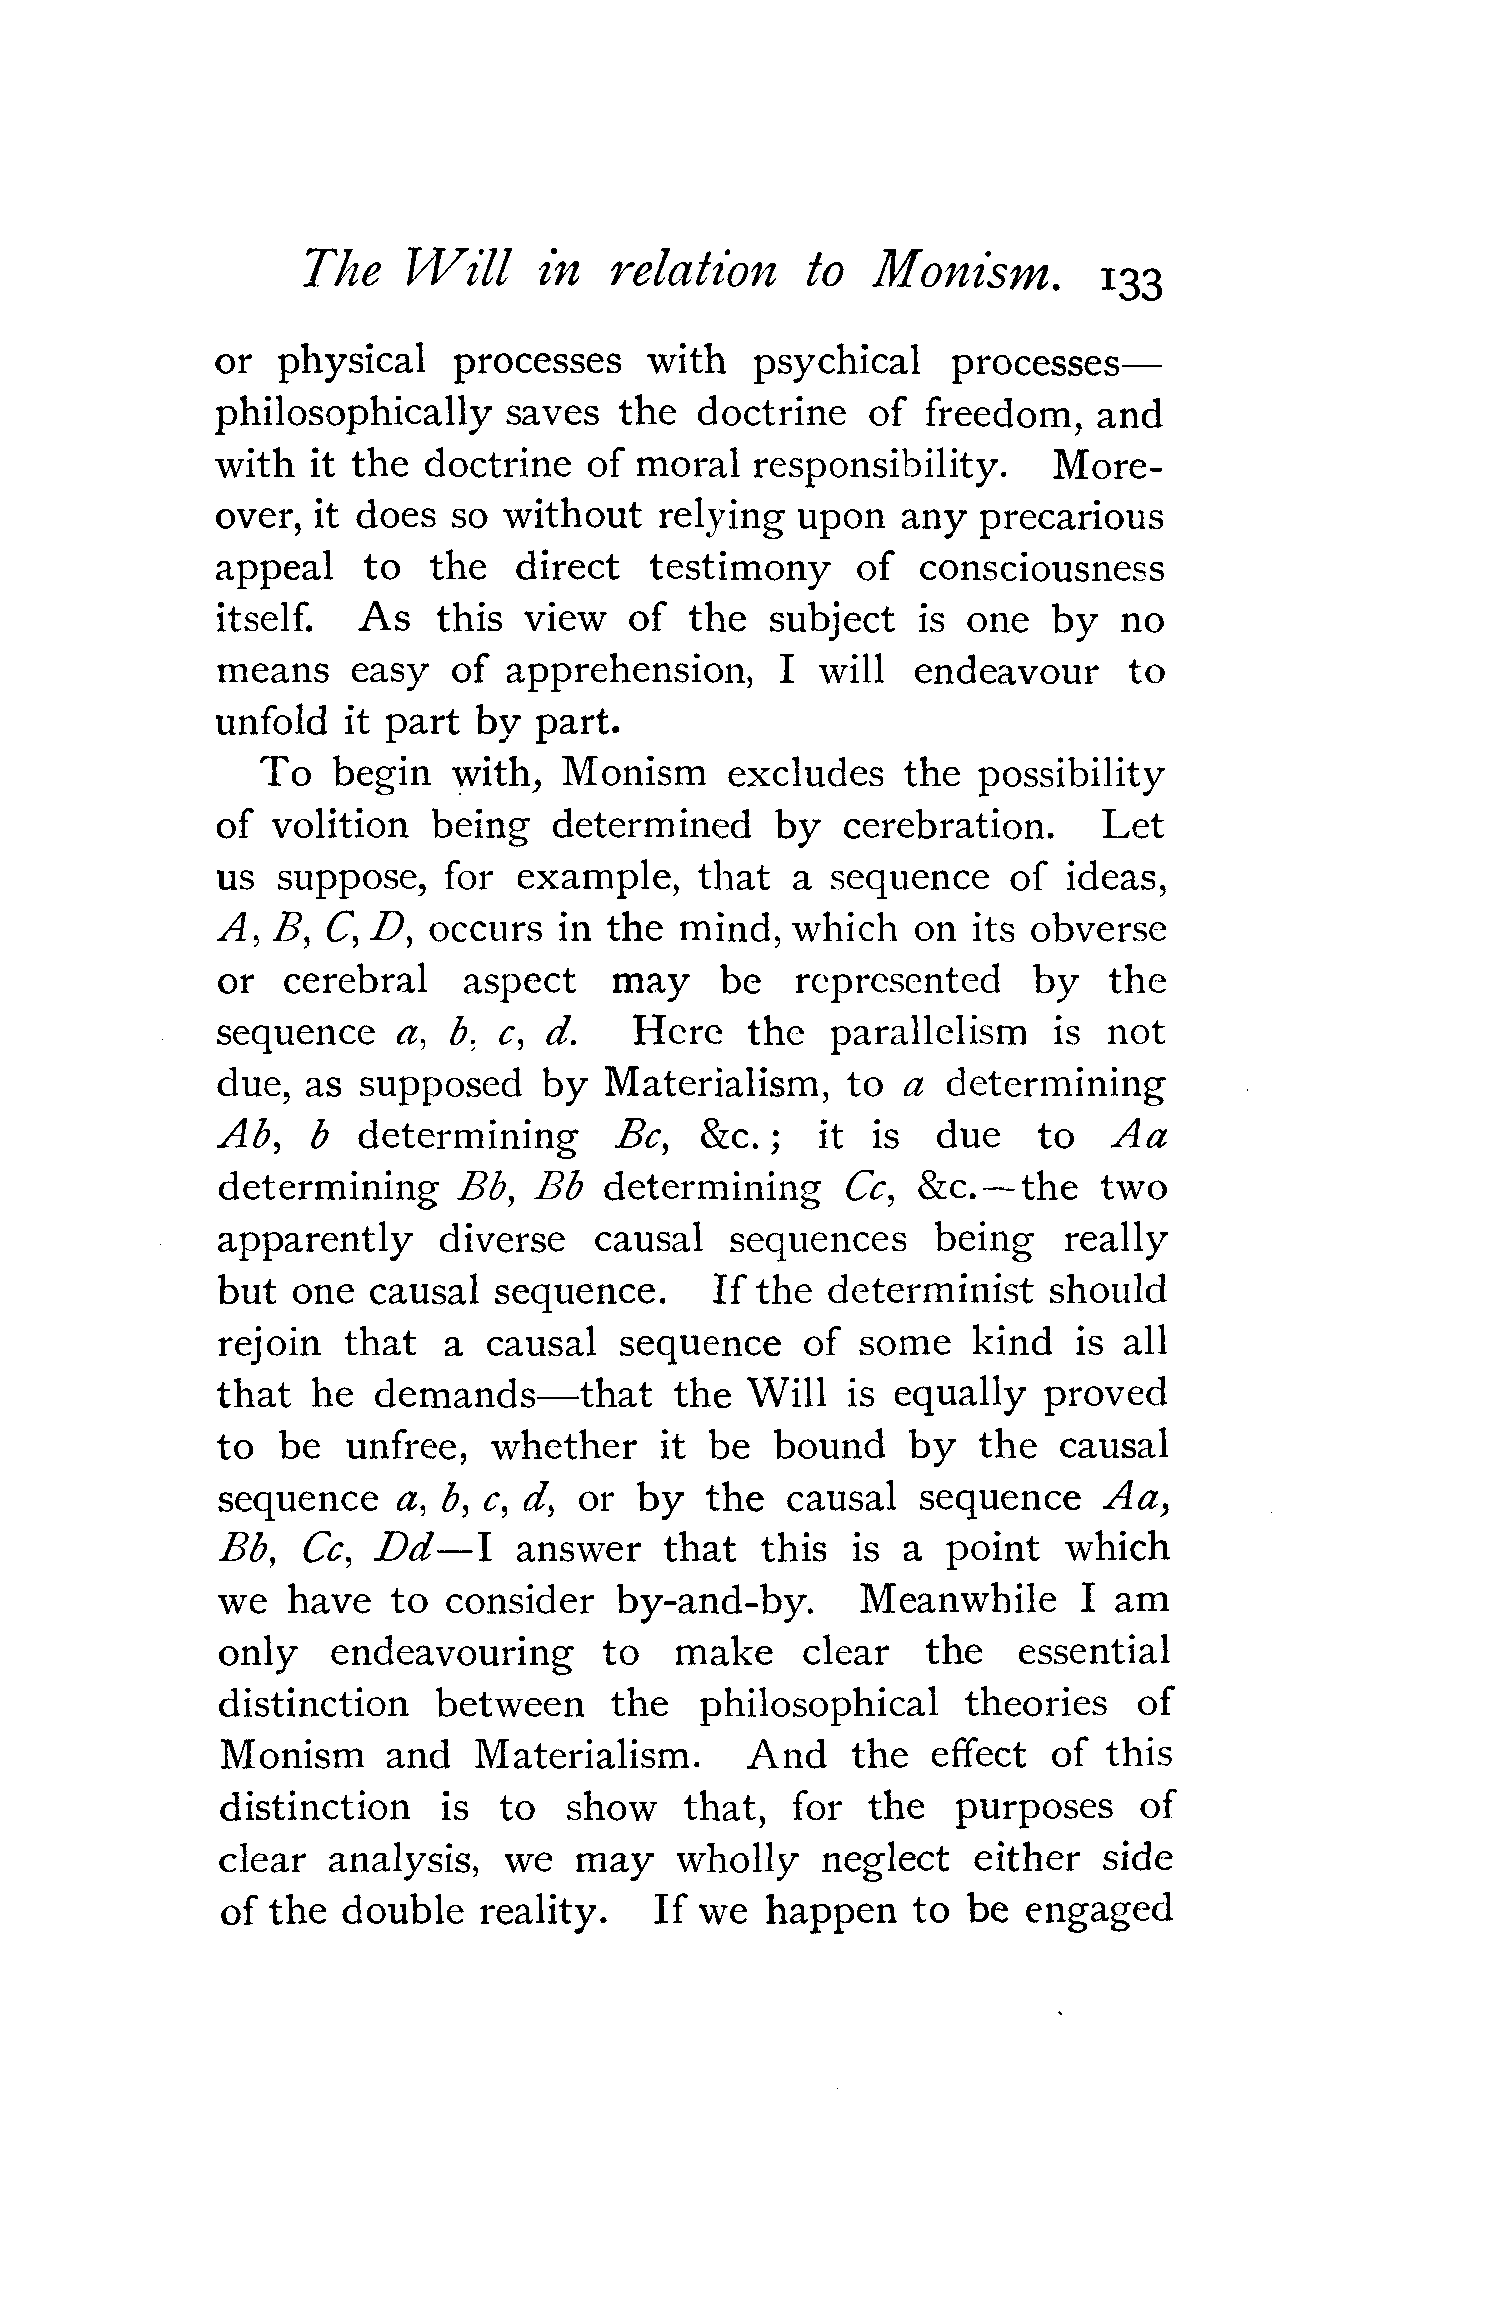 The Will in relation to Monism. 133
or physical processes with psychical processes—
philosophically saves the doctrine of freedom, and
with it the doctrine of moral responsibility. More-
over, it does so without relying upon any precarious
appeal to the direct testimony of consciousness
itself. As this view of the subject is one by no
means easy of apprehension, I will endeavour to
unfold it part by part.
To begin with, Monism excludes the possibility
of volition being determined by cerebration. Let
us suppose, for example, that a sequence of ideas,
A, B, C, D, occurs in the mind, which on its obverse
or cerebral aspect may be represented by the
sequence a, b, c, d. Here the parallelism is not
due, as supposed by Materialism, to a determining
Ab, b determining Bc, &c.; it is due to Aa
determining Bb, Bb determining Cc, &c.—the two
apparently diverse causal sequences being really
but one causal sequence. If the determinist should
rejoin that a causal sequence of some kind is all
that he demands—that the Will is equally proved
to be unfree, whether it be bound by the causal
sequence a, b, c, d, or by the causal sequence Aa,
Bb, Cc, Dd—I answer that this is a point which
we have to consider by-and-by. Meanwhile I am
only endeavouring to make clear the essential
distinction between the philosophical theories of
Monism and Materialism. And the effect of this
distinction is to show that, for the purposes of
clear analysis, we may wholly neglect either side
of the double reality. If we happen to be engaged